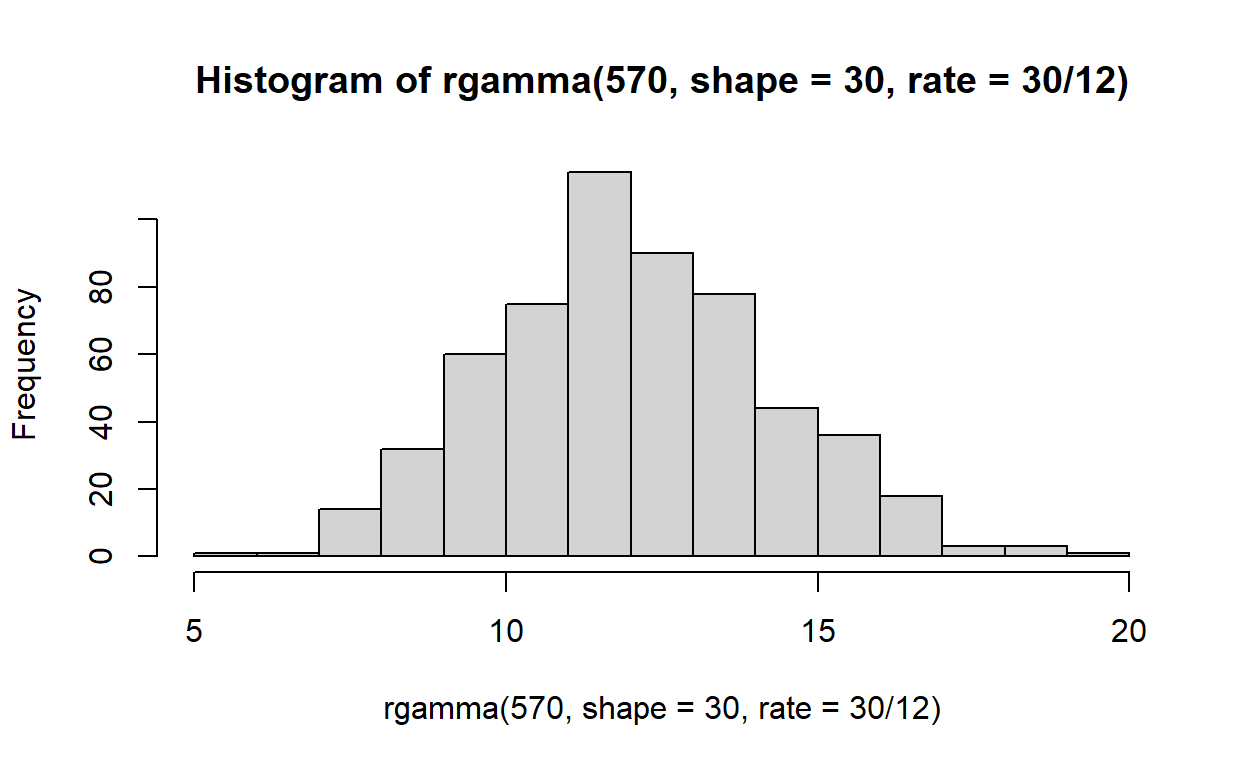 Histogram of rgamma(570, shape = 30, rate = 30/12)
Frequency
80
60
40
20
0
5 10 15 20
rgamma(570, shape = 30, rate = 30/12)